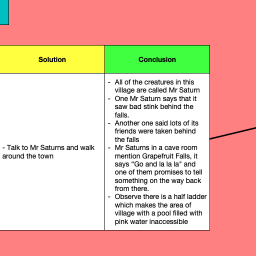 Solution
Conclusion
- Talk to Mr Saturns and walk
around the town
- All of the creatures in this
village are called Mr Saturn
- One Mr Saturn says that it
saw bad stink behind the
falls.
- Another one said lots of its
friends were taken behind
the falls
- Mr Saturns in a cave room
mention Grapefruit Falls, it
says "Go and la la la" and
one of them promises to tell
something on the way back
from there.
- Observe there is a half ladder
which makes the area of
village with a pool filled with
pink water inaccessible